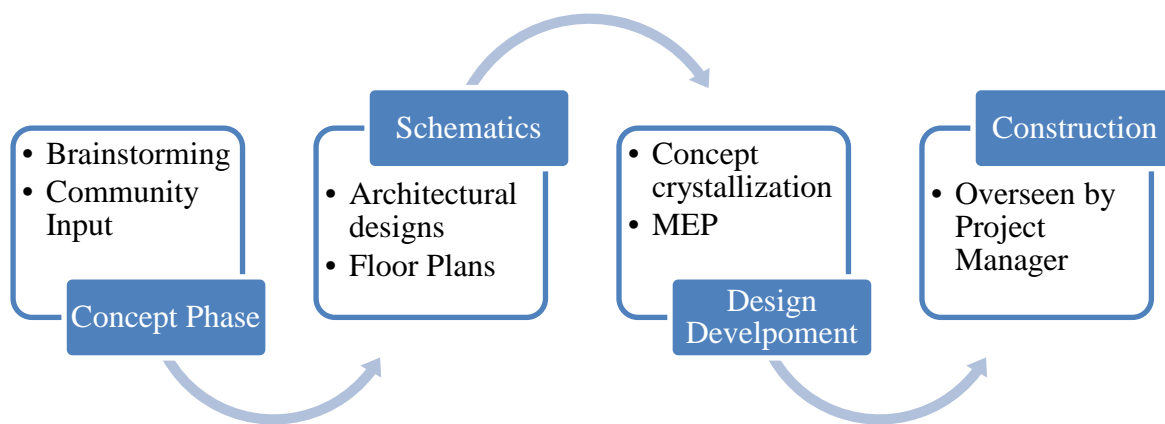 • Brainstorming
• Community
Input
Concept Phase
Schematics
• Architectural
designs
• Floor Plans
• Concept
crystallization
• MEP
Design
Develpoment
Construction
• Overseen by
Project
Manager